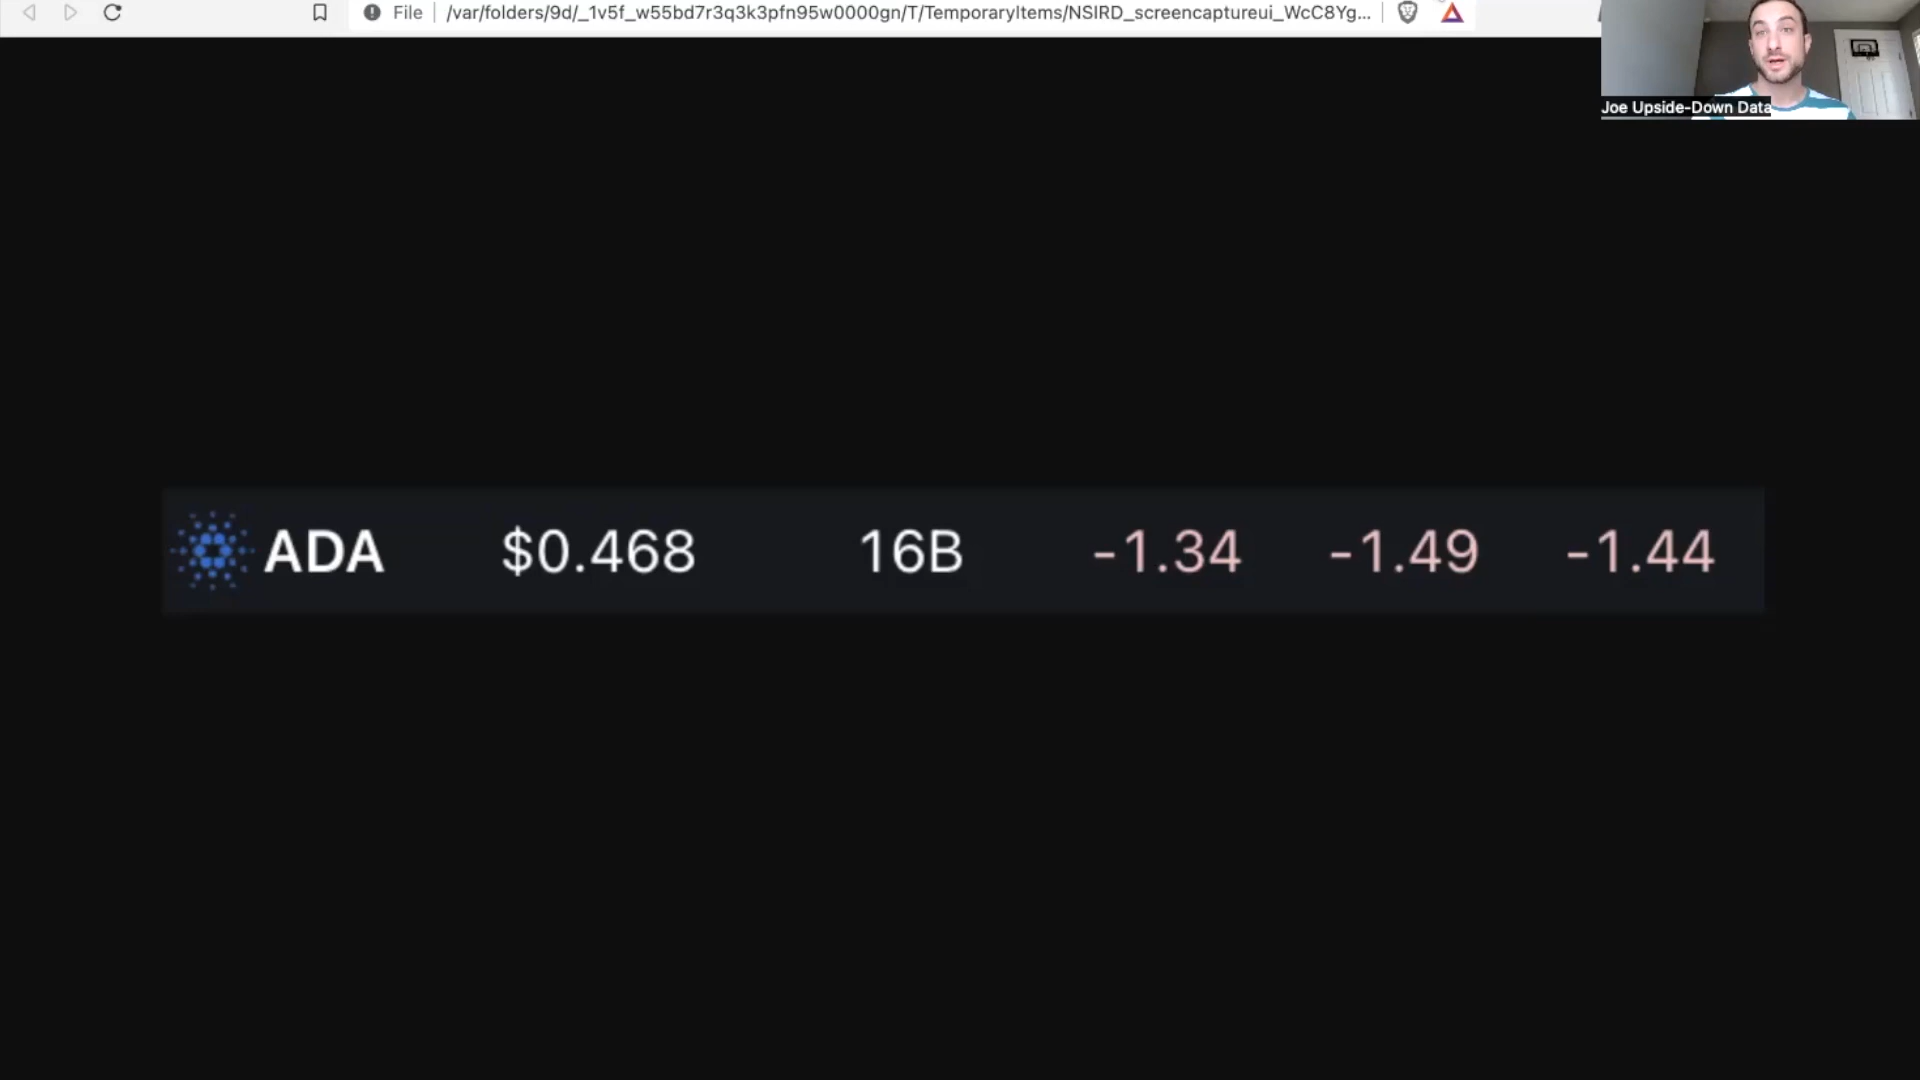 File /var/folders/9d/_1v5f_w55bd7r3q3k3pfn95w0000gn/T/TemporaryItems/NSIRD_screencaptureui_WcC8Yg...
Joe Upside-Down Data
ADA $0.468 16B -1.34 -1.49 -1.44